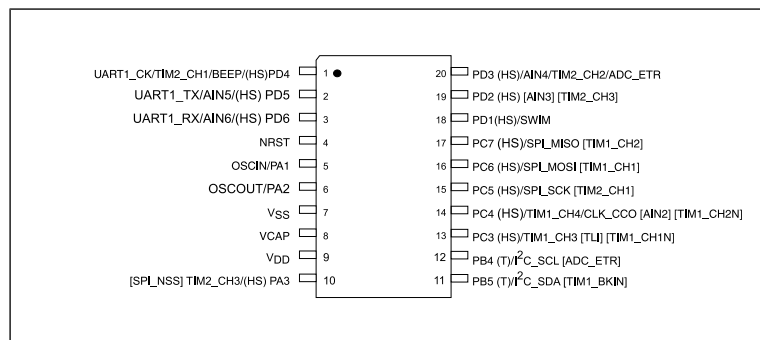 UART1_CK/TIM2_CH1/BEEP/(HS)PD4 1 20 PD3 (HS)/AIN4/TIM2_CH2/ADC_ETR
UART1_TX/AIN5/(HS) PD5 2 19 PD2 (HS) [AIN3] [TIM2_CH3]
UART1_RX/AIN6/(HS) PD6 3 18 PD1(HS)/SWIM
NRST 4 17 PC7 (HS)/SPI_MISO [TIM1_CH2]
OSCIN/PA1 5 16 PC6 (HS)/SPI_MOSI [TIM1_CH1]
OSCOUT/PA2 6 15 PC5 (HS)/SPI_SCK [TIM2_CH1]
VSS 7 14 PC4 (HS)/TIM1_CH4/CLK_CCO [AIN2] [TIM1_CH2N]
VCAP 8 13 PC3 (HS)/TIM1_CH3 [TLI] [TIM1_CH1N]
VDD 9 12 PB4 (T)/I2C_SCL [ADC_ETR]
[SPI_NSS] TIM2_CH3/(HS) PA3 10 11 PB5 (T)/I2C_SDA [TIM1_BKIN]